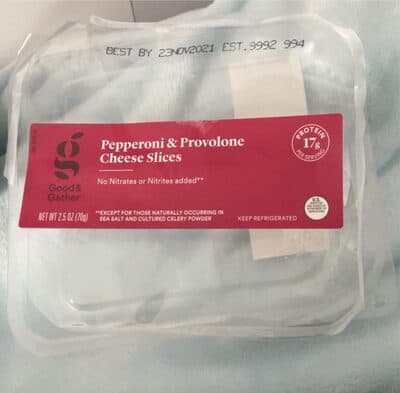 BEST BY 23NOV2021 EST.9992 994
g
Good&
Gather
Pepperoni & Provolone
Cheese Slices
No Nitrates or Nitrites added**
PROTEIN
17g
PER SERVING
NET WT 2.5 OZ (70g)
**EXCEPT FOR THOSE NATURALLY OCCURRING IN
SEA SALT AND CULTURED CELERY POWDER
KEEP REFRIGERATED
U.S.